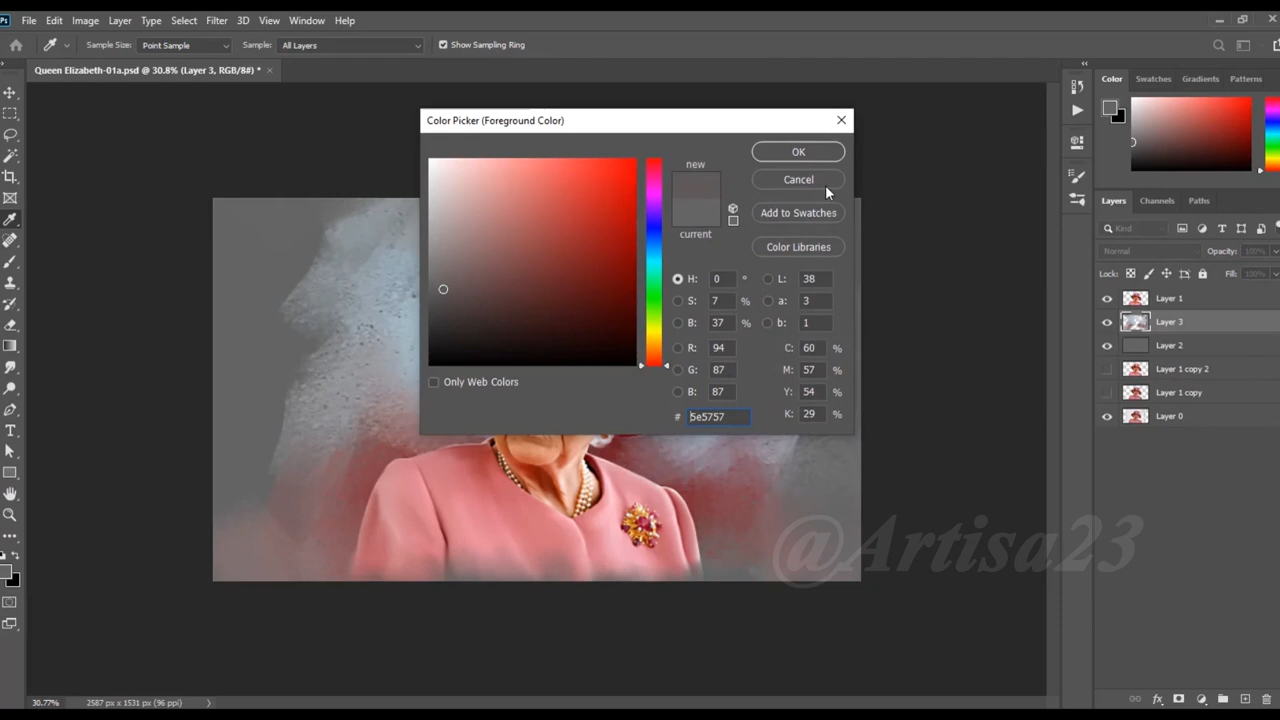 Ps File Edit Image Layer Type Select Filter 3D View Window Help
Sample Size: Point Sample Sample: All Layers Show Sampling Ring
Queen Elizabeth-01a.psd @ 30.8% (Layer 3, RGB/8#) *
Color Swatches Gradients Patterns
Color Picker (Foreground Color)
new
current
OK
Cancel
Add to Swatches
Color Libraries
H: 0 ° L: 38
S: 7 % a: 3
B: 37 % b: 1
R: 94 C: 60 %
G: 87 M: 57 %
B: 87 Y: 54 %
# 5e5757 K: 29 %
Only Web Colors
Layers Channels Paths
Kind
Normal Opacity: 100%
Lock: Fill: 100%
Layer 1
Layer 3
Layer 2
Layer 1 copy 2
Layer 1 copy
Layer 0
@Artisa23
30.77% 2587 px x 1531 px (96 ppi)